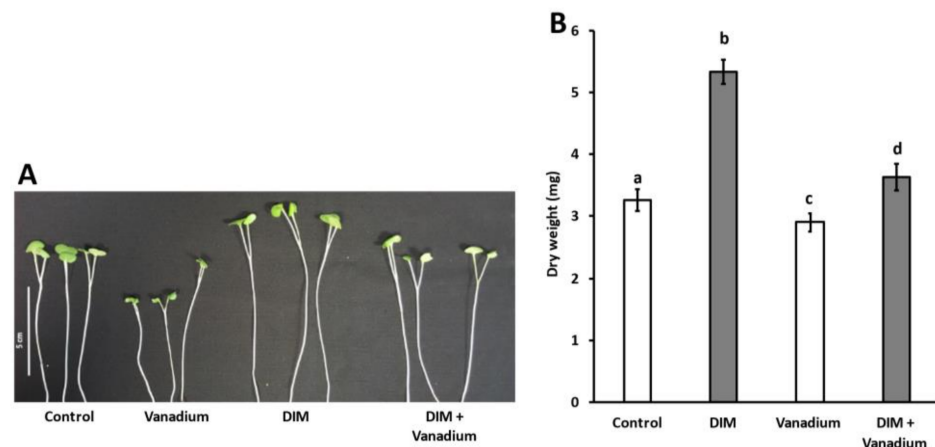 A
5 cm
Control Vanadium DIM DIM +
Vanadium
B
Dry weight (mg)
6
5
4
3
2
1
0
a
b
c
d
Control DIM Vanadium DIM +
Vanadium